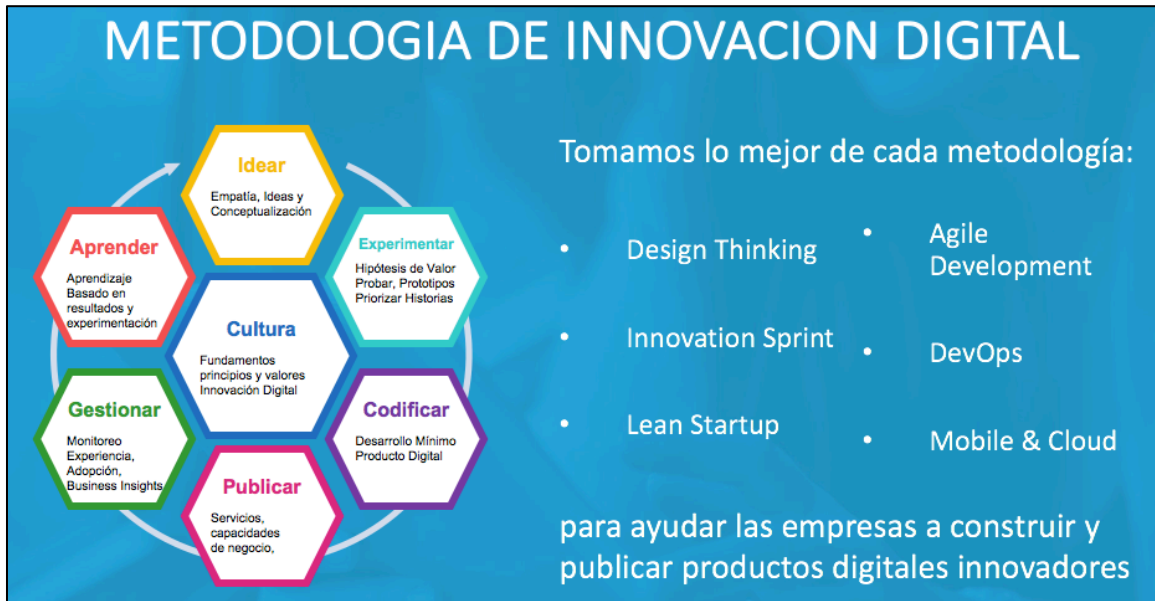 METODOLOGIA DE INNOVACION DIGITAL
Idear
Empatía, Ideas y
Conceptualización
Experimentar
Hipótesis de Valor
Probar, Prototipos
Priorizar Historias
Codificar
Desarrollo Mínimo
Producto Digital
Publicar
Servicios,
capacidades
de negocio,
Gestionar
Monitoreo
Experiencia,
Adopción,
Business Insights
Aprender
Aprendizaje
Basado en
resultados y
experimentación
Cultura
Fundamentos
principios y valores
Innovación Digital
Tomamos lo mejor de cada metodología:
• Design Thinking
• Innovation Sprint
• Lean Startup
• Agile
Development
• DevOps
• Mobile & Cloud
para ayudar las empresas a construir y
publicar productos digitales innovadores